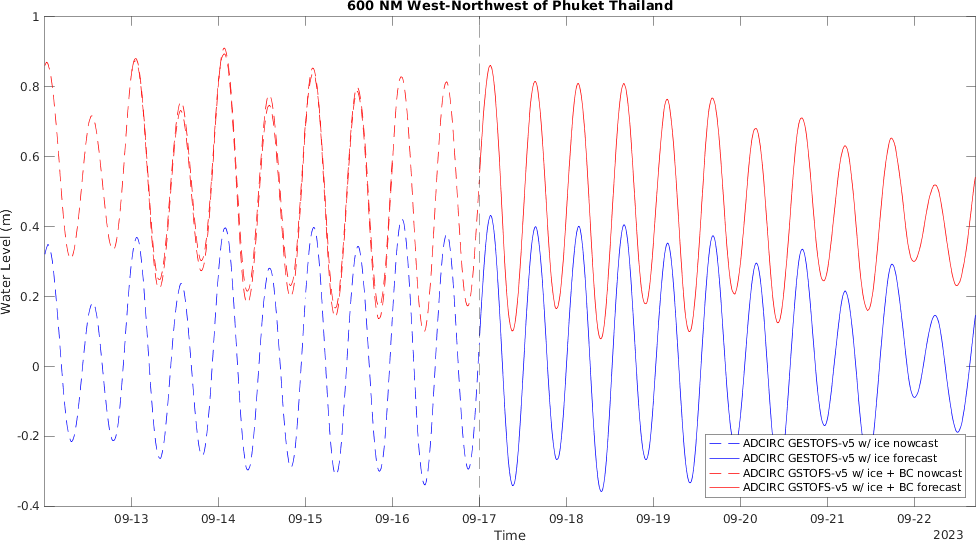 600 NM West-Northwest of Phuket Thailand
Water Level (m)
1
0.8
0.6
0.4
0.2
0
-0.2
-0.4
ADCIRC GESTOFS-v5 w/ ice nowcast
ADCIRC GESTOFS-v5 w/ ice forecast
ADCIRC GSTOFS-v5 w/ ice + BC nowcast
ADCIRC GSTOFS-v5 w/ ice + BC forecast
09-13 09-14 09-15 09-16 09-17 09-18 09-19 09-20 09-21 09-22
Time
2023